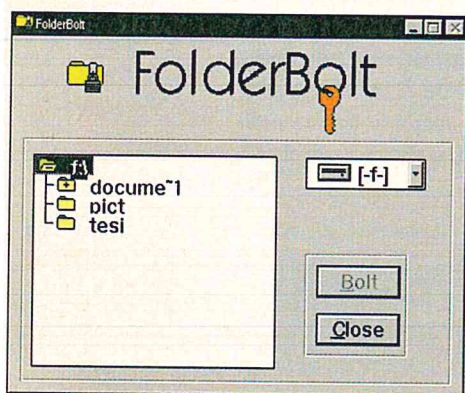 FolderBolt
FolderBolt
f:\
[-f-]
docume~1
pict
tesi
Bolt
Close